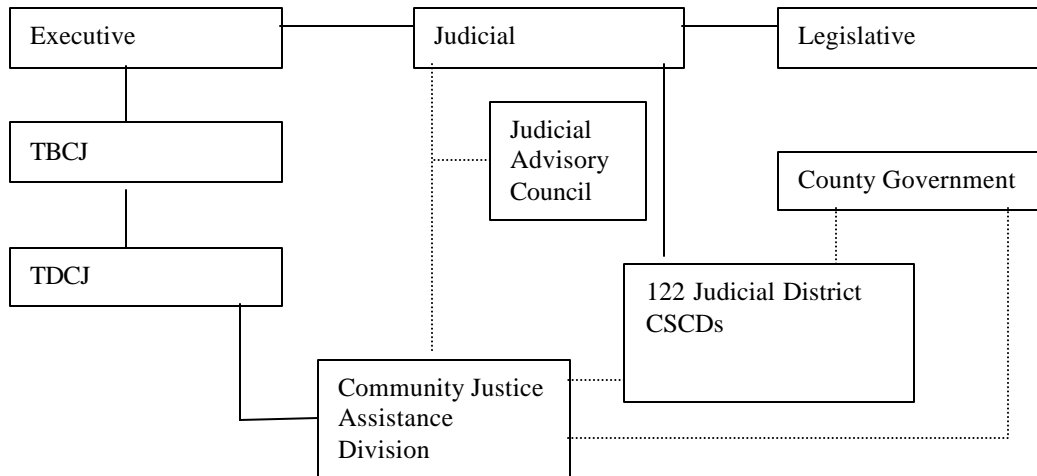 Executive
Judicial
Legislative
Judicial
Advisory
Council
TBCJ
County Government
TDCJ
122 Judicial District
CSCDs
Community Justice
Assistance
Division